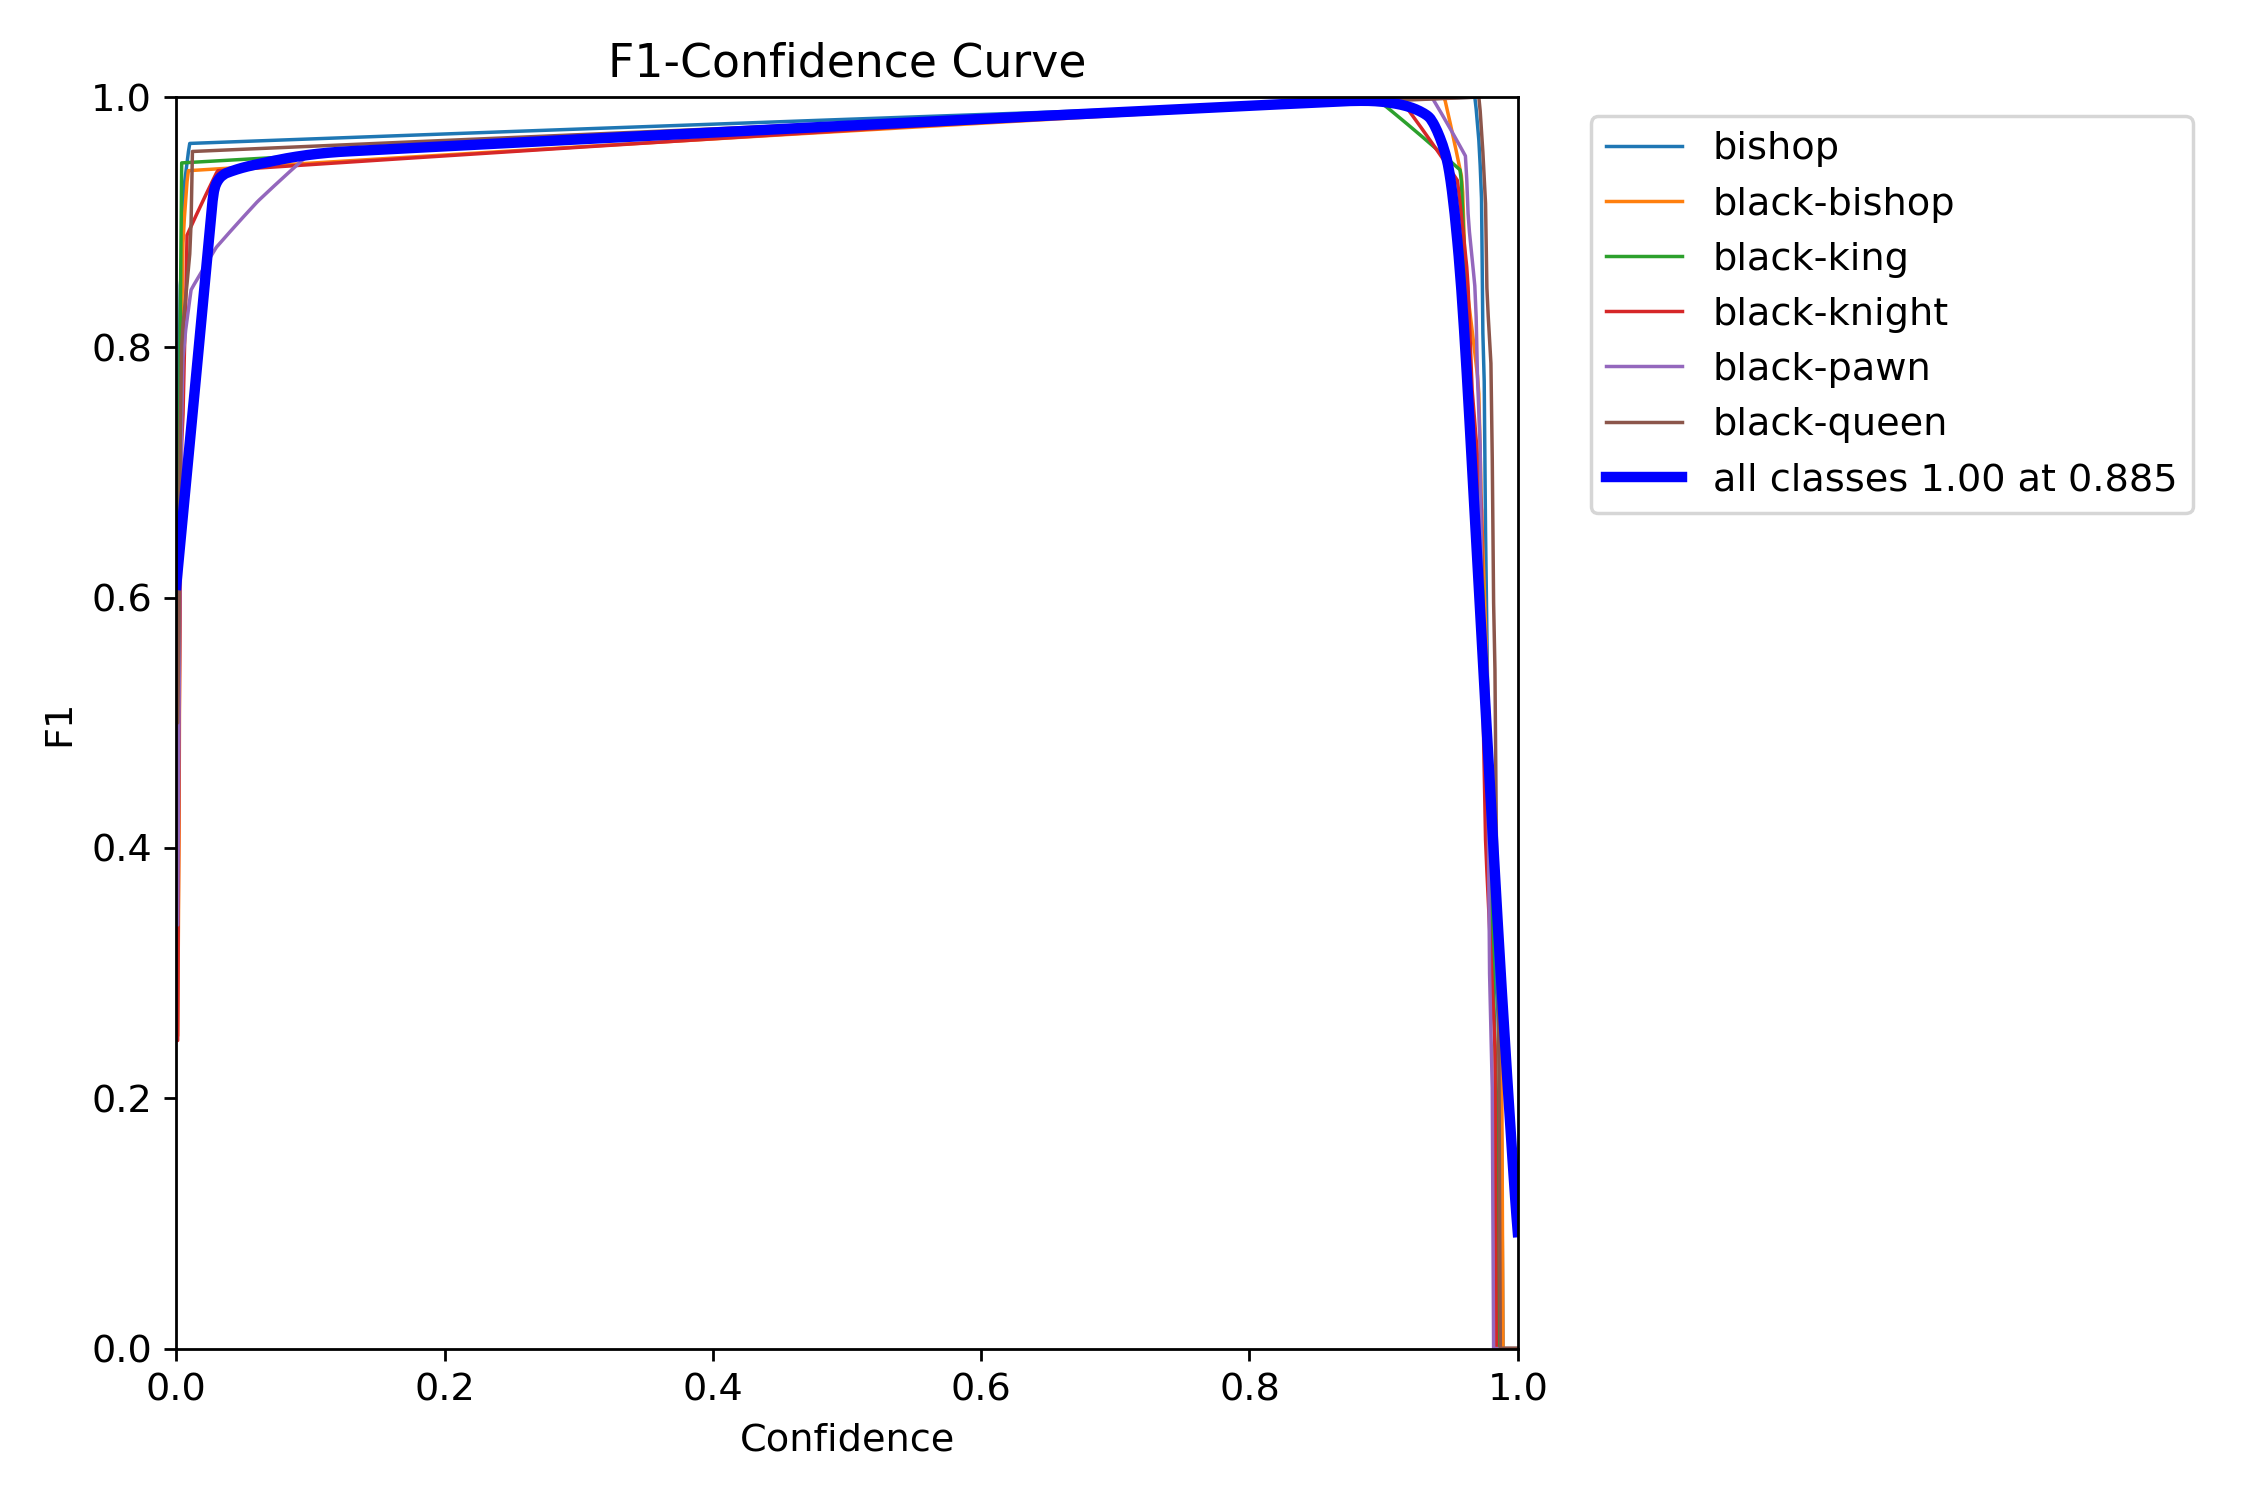 F1-Confidence Curve
1.0
0.8
0.6
0.4
0.2
0.0
F1
0.0 0.2 0.4 0.6 0.8 1.0
Confidence
bishop
black-bishop
black-king
black-knight
black-pawn
black-queen
all classes 1.00 at 0.885